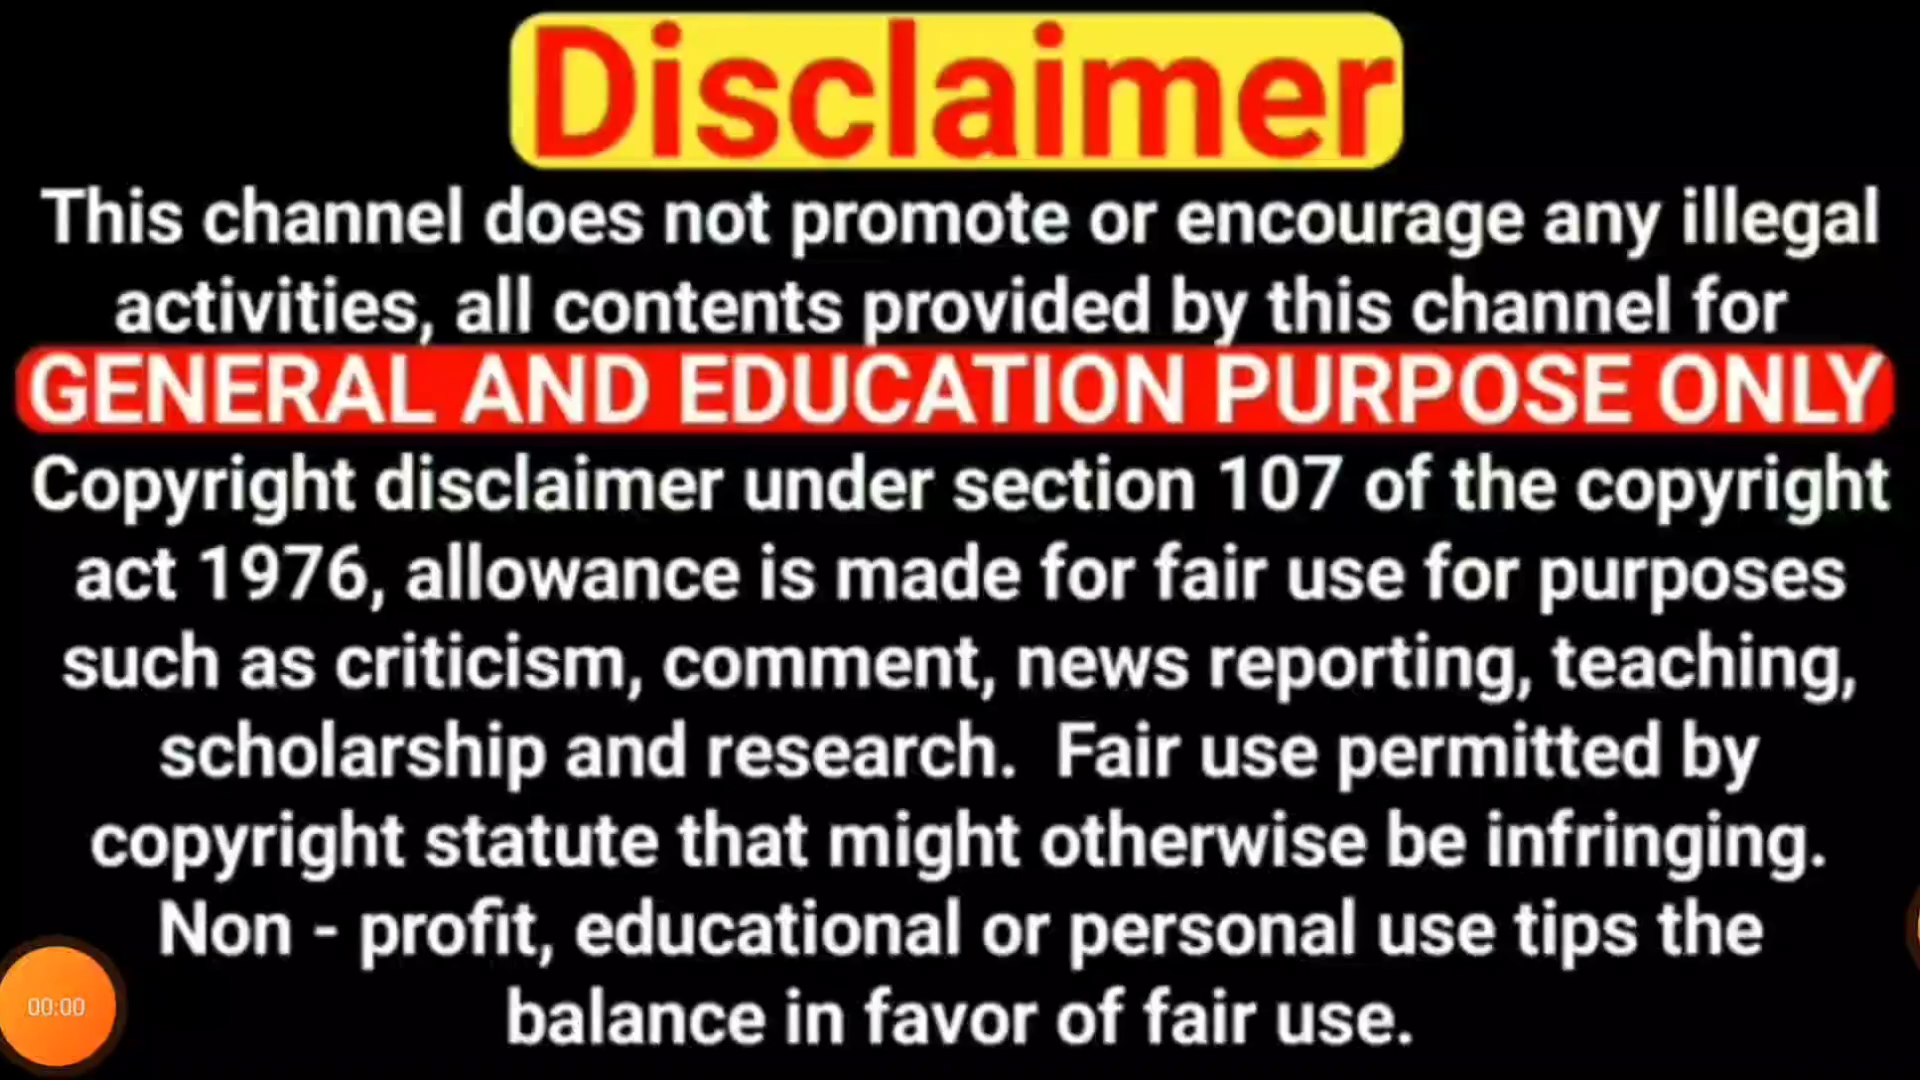 Disclaimer
This channel does not promote or encourage any illegal
activities, all contents provided by this channel for
GENERAL AND EDUCATION PURPOSE ONLY
Copyright disclaimer under section 107 of the copyright
act 1976, allowance is made for fair use for purposes
such as criticism, comment, news reporting, teaching,
scholarship and research. Fair use permitted by
copyright statute that might otherwise be infringing.
Non - profit, educational or personal use tips the
balance in favor of fair use.
00:00